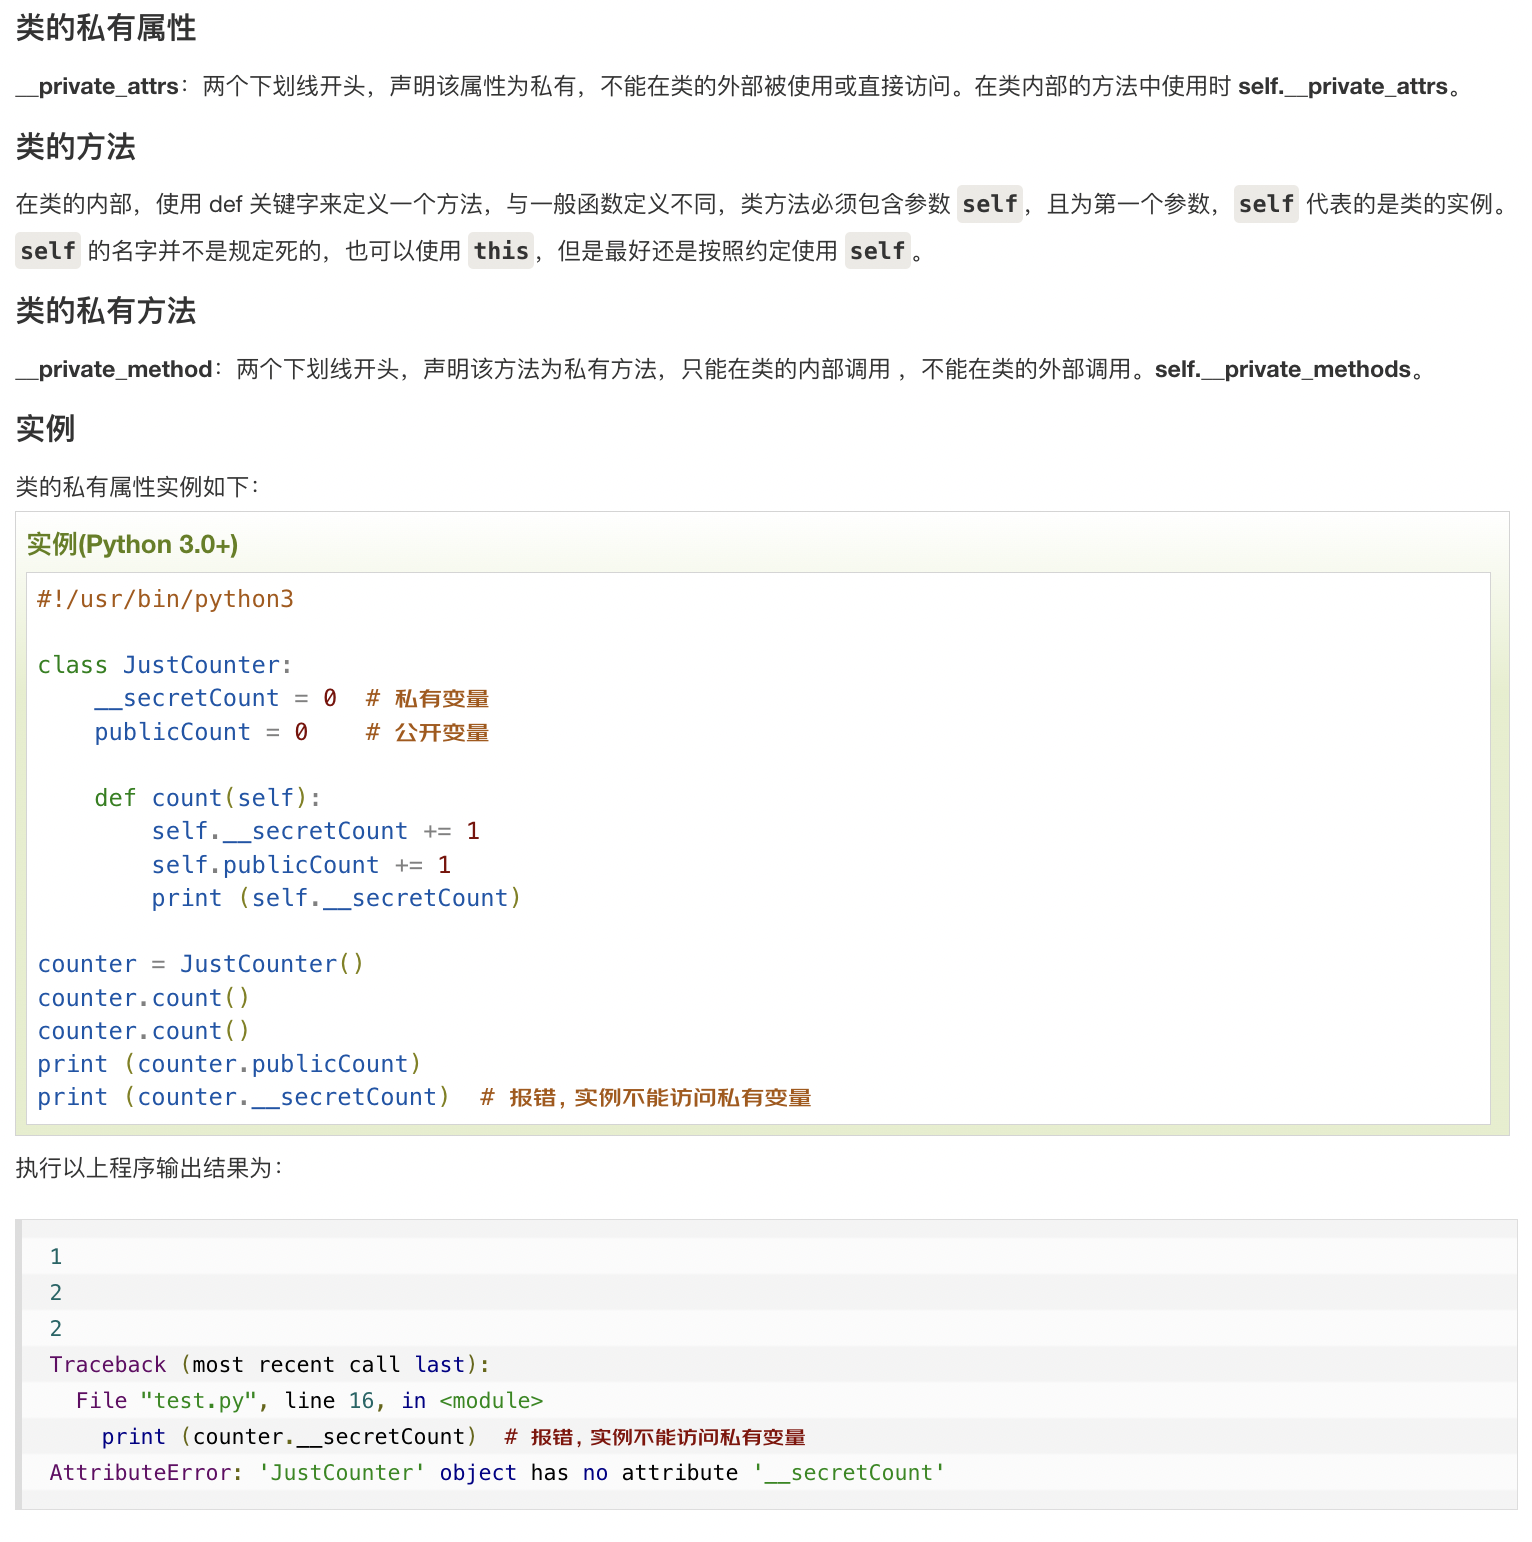 类的私有属性
__private_attrs：两个下划线开头，声明该属性为私有，不能在类的外部被使用或直接访问。在类内部的方法中使用时 self.__private_attrs。
类的方法
在类的内部，使用 def 关键字来定义一个方法，与一般函数定义不同，类方法必须包含参数 self，且为第一个参数，self 代表的是类的实例。
self 的名字并不是规定死的，也可以使用 this，但是最好还是按照约定使用 self。
类的私有方法
__private_method：两个下划线开头，声明该方法为私有方法，只能在类的内部调用 ，不能在类的外部调用。self.__private_methods。
实例
类的私有属性实例如下：
实例(Python 3.0+)
#!/usr/bin/python3
class JustCounter:
    __secretCount = 0  # 私有变量
    publicCount = 0    # 公开变量
    def count(self):
        self.__secretCount += 1
        self.publicCount += 1
        print (self.__secretCount)
counter = JustCounter()
counter.count()
counter.count()
print (counter.publicCount)
print (counter.__secretCount)  # 报错，实例不能访问私有变量
执行以上程序输出结果为：
1
2
2
Traceback (most recent call last):
  File "test.py", line 16, in <module>
    print (counter.__secretCount)  # 报错，实例不能访问私有变量
AttributeError: 'JustCounter' object has no attribute '__secretCount'